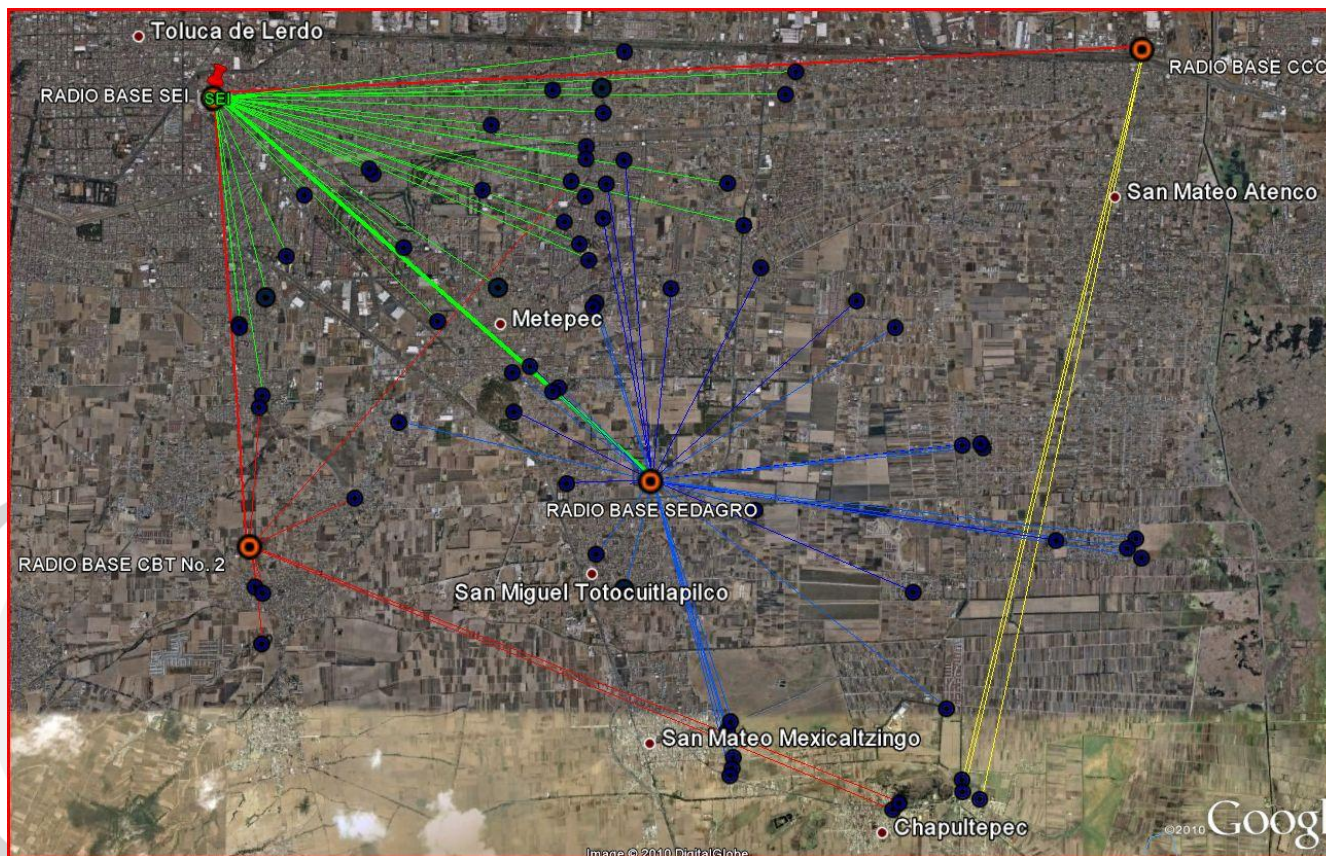 Toluca de Lerdo
RADIO BASE SEI
SEI
RADIO BASE CCC
San Mateo Atenco
Metepec
RADIO BASE SEDAGRO
RADIO BASE CBT No. 2
San Miguel Totocuitlapilco
San Mateo Mexicaltzingo
Chapultepec
©2010 Google
Image © 2010 DigitalGlobe